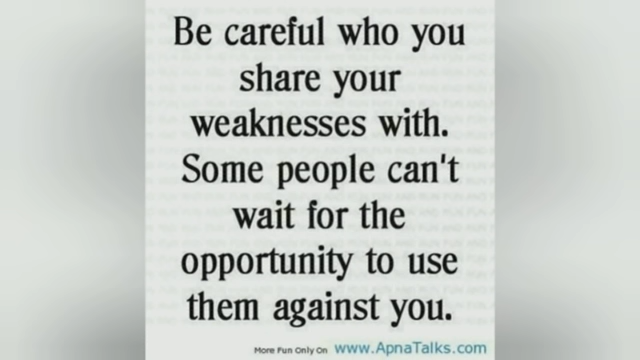 Be careful who you
share your
weaknesses with.
Some people can't
wait for the
opportunity to use
them against you.
More Fun Only On www.ApnaTalks.com